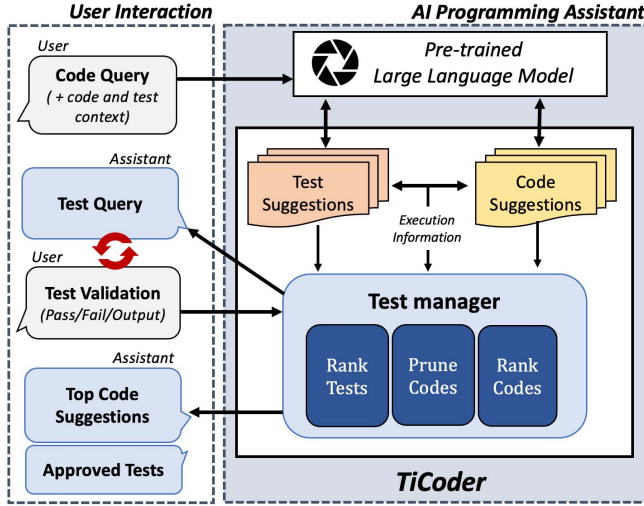 User Interaction
AI Programming Assistant
User
Code Query
( + code and test
context)
Pre-trained
Large Language Model
Assistant
Test Query
Test
Suggestions
Code
Suggestions
Execution
Information
User
Test Validation
(Pass/Fail/Output)
Test manager
Rank
Tests
Prune
Codes
Rank
Codes
Assistant
Top Code
Suggestions
Approved Tests
TiCoder